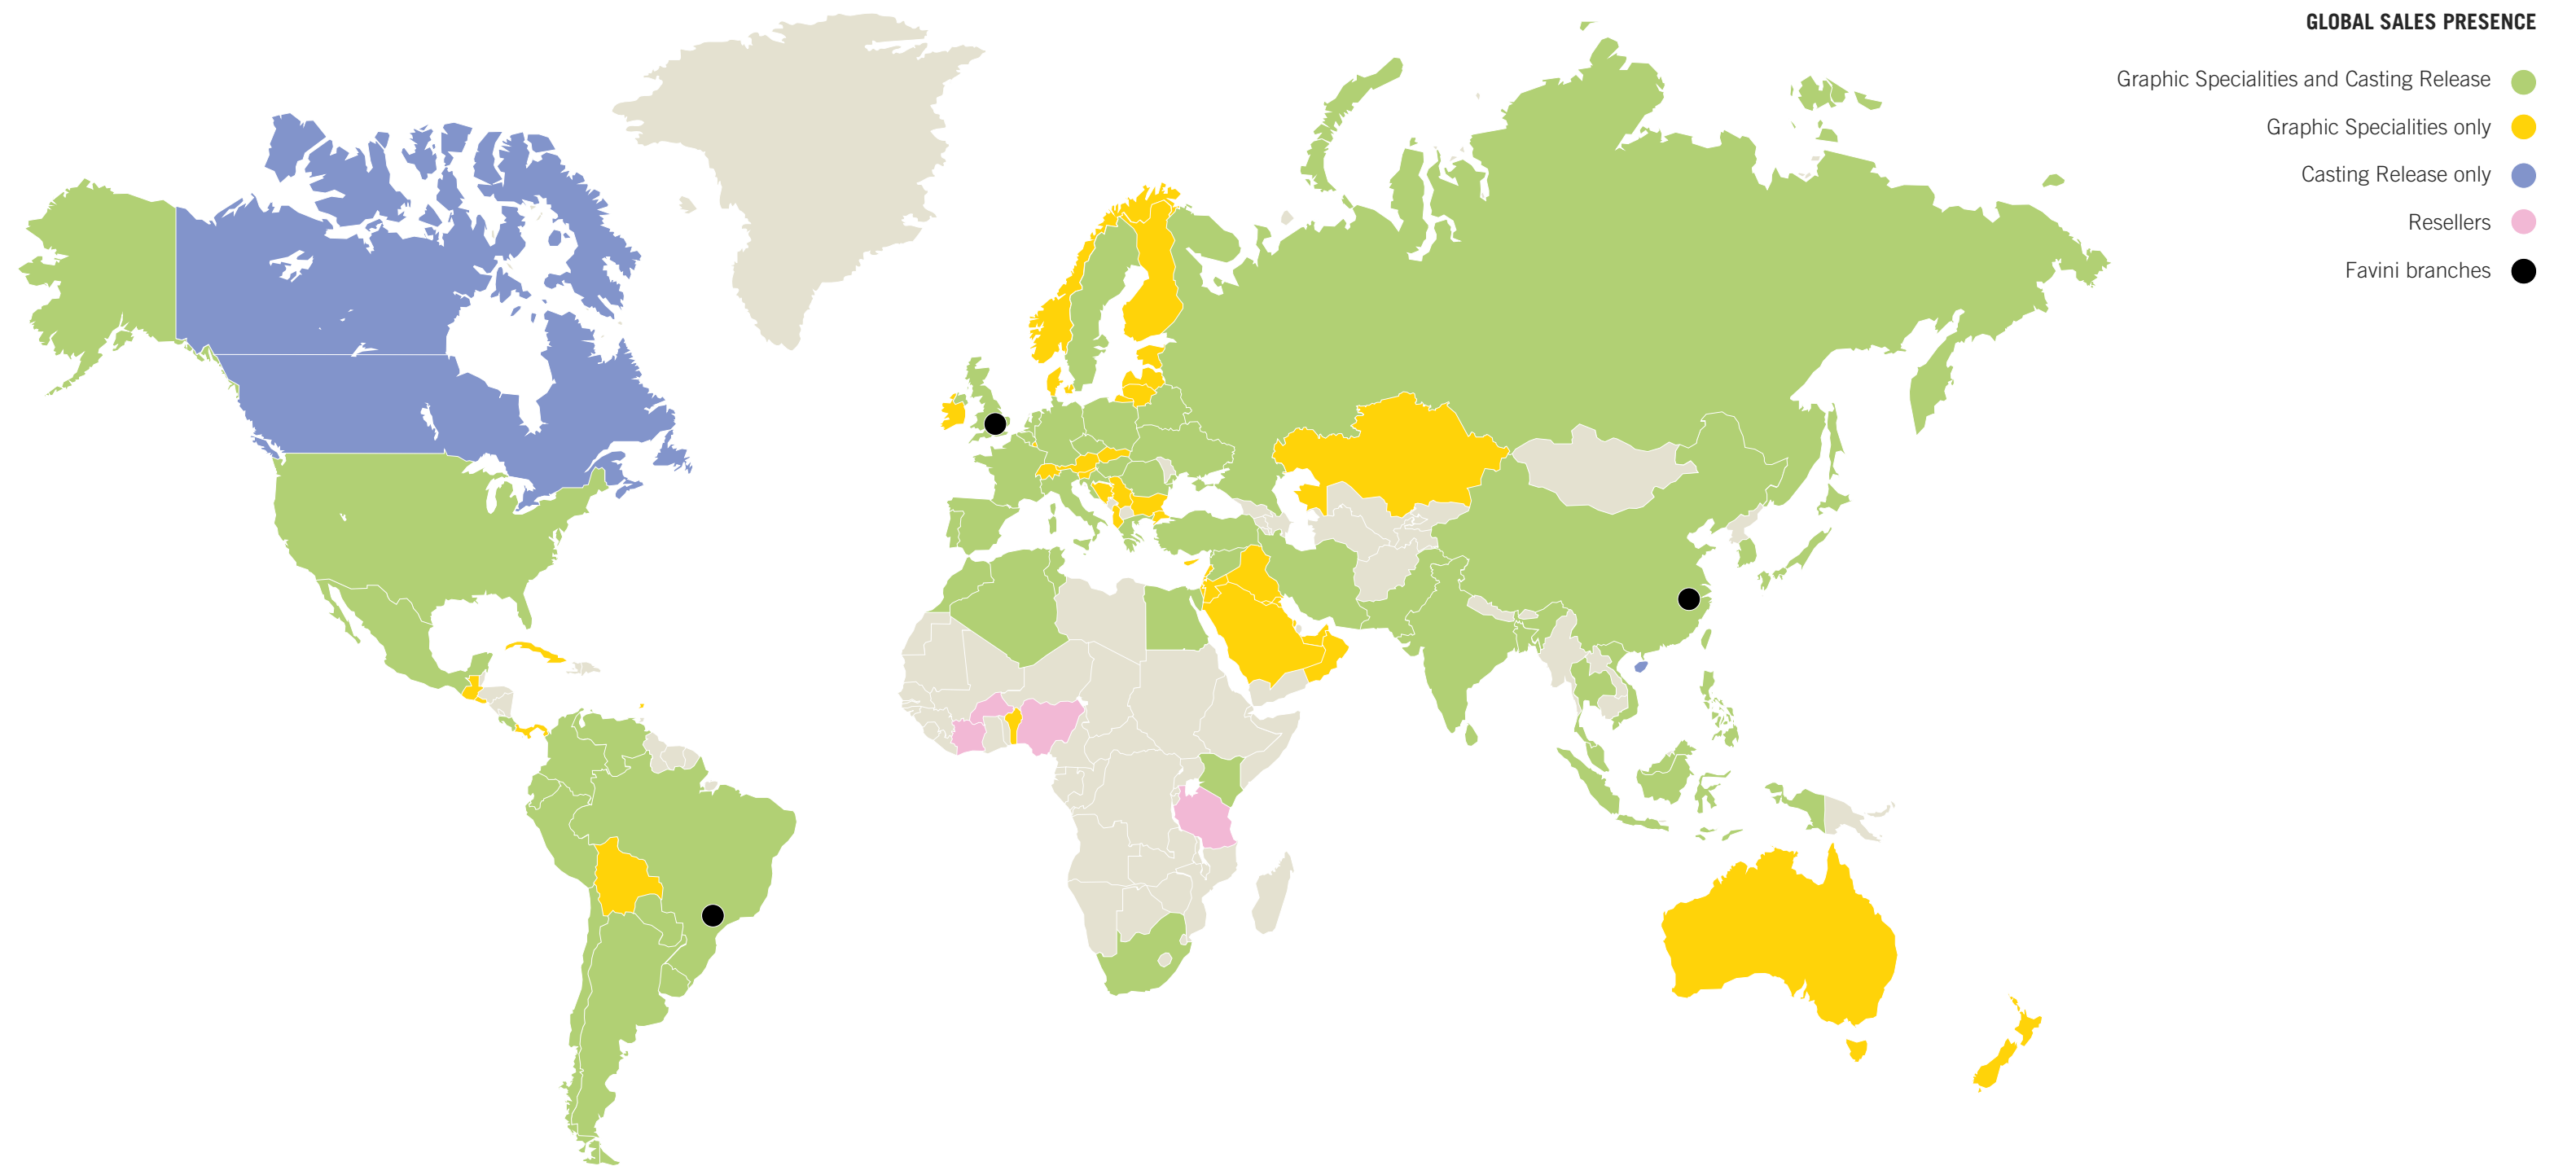 GLOBAL SALES PRESENCE
Graphic Specialities and Casting Release
Graphic Specialities only
Casting Release only
Resellers
Favini branches